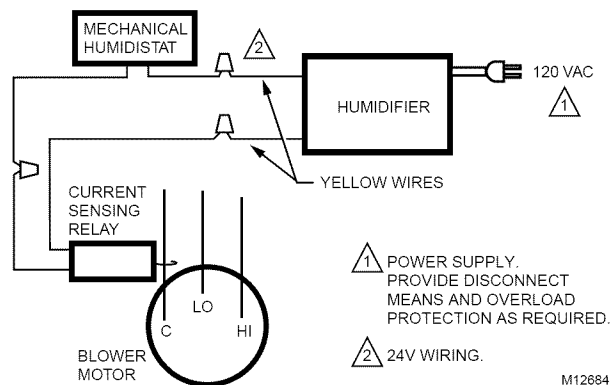 MECHANICAL
HUMIDISTAT
2
HUMIDIFIER
120 VAC
1
YELLOW WIRES
CURRENT
SENSING
RELAY
LO
C
HI
BLOWER
MOTOR
1 POWER SUPPLY.
PROVIDE DISCONNECT
MEANS AND OVERLOAD
PROTECTION AS REQUIRED.
2 24V WIRING.
M12684